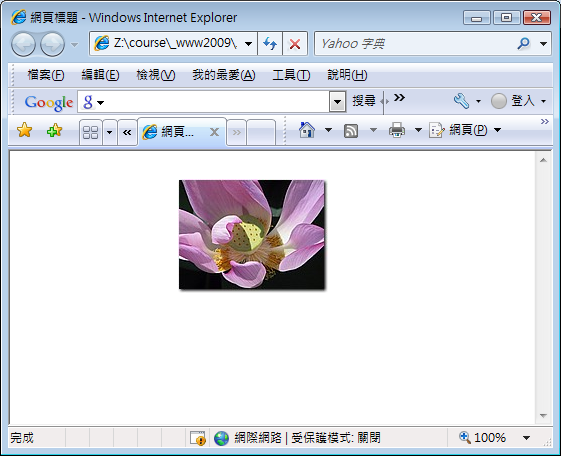 網頁標題 - Windows Internet Explorer
Z:\course\_www2009\,
Yahoo 字典
檔案(F) 編輯(E) 檢視(V) 我的最愛(A) 工具(T) 說明(H)
Google g 搜尋 登入
網頁... 網頁(P)
完成 網際網路 | 受保護模式: 關閉 100%